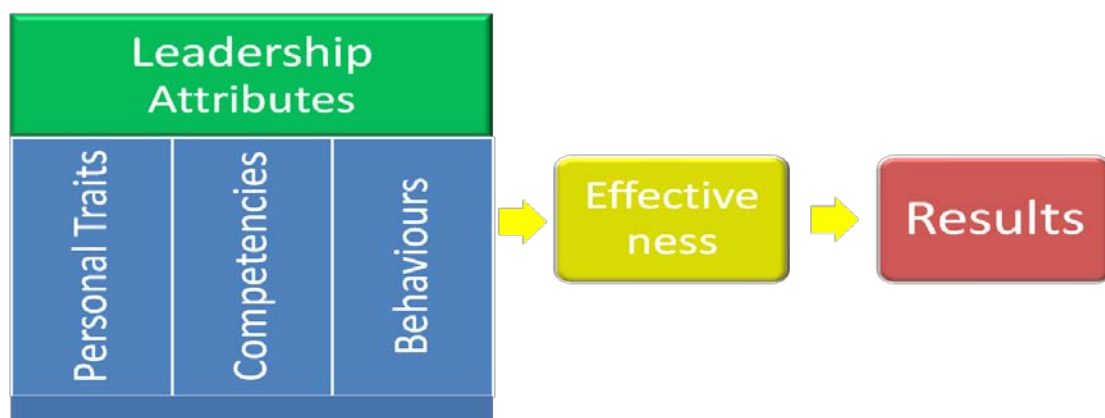 Leadership
Attributes
Personal Traits
Competencies
Behaviours
Effective
ness
Results